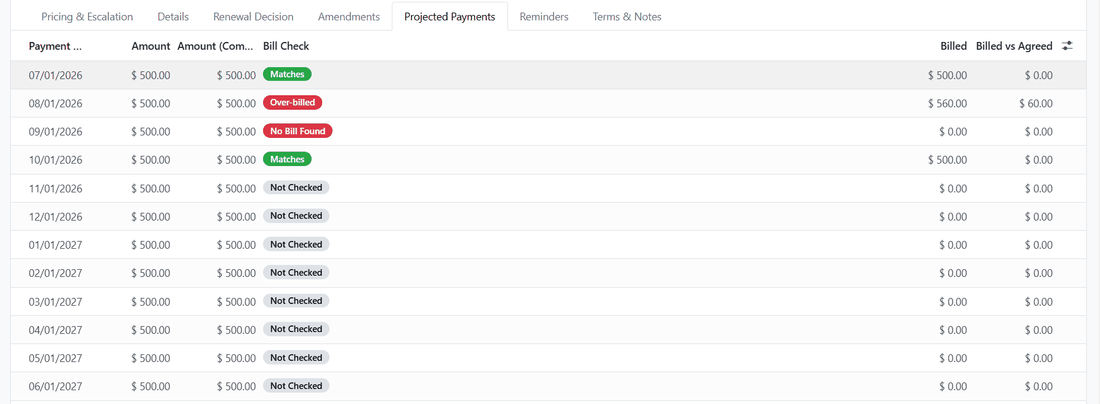 Pricing & Escalation Details Renewal Decision Amendments Projected Payments Reminders Terms & Notes
Payment ... Amount Amount (Com... Bill Check Billed Billed vs Agreed
07/01/2026 $ 500.00 $ 500.00 Matches $ 500.00 $ 0.00
08/01/2026 $ 500.00 $ 500.00 Over-billed $ 560.00 $ 60.00
09/01/2026 $ 500.00 $ 500.00 No Bill Found $ 0.00 $ 0.00
10/01/2026 $ 500.00 $ 500.00 Matches $ 500.00 $ 0.00
11/01/2026 $ 500.00 $ 500.00 Not Checked $ 0.00 $ 0.00
12/01/2026 $ 500.00 $ 500.00 Not Checked $ 0.00 $ 0.00
01/01/2027 $ 500.00 $ 500.00 Not Checked $ 0.00 $ 0.00
02/01/2027 $ 500.00 $ 500.00 Not Checked $ 0.00 $ 0.00
03/01/2027 $ 500.00 $ 500.00 Not Checked $ 0.00 $ 0.00
04/01/2027 $ 500.00 $ 500.00 Not Checked $ 0.00 $ 0.00
05/01/2027 $ 500.00 $ 500.00 Not Checked $ 0.00 $ 0.00
06/01/2027 $ 500.00 $ 500.00 Not Checked $ 0.00 $ 0.00